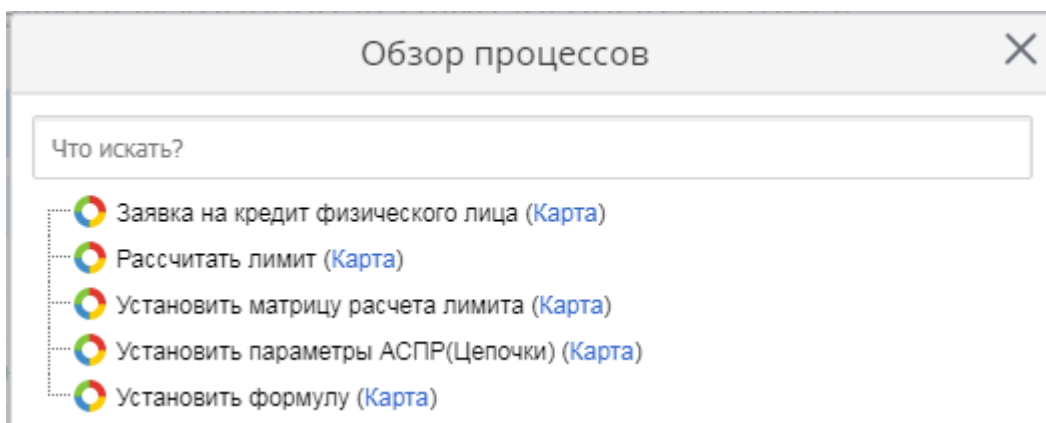 Обзор процессов
Что искать?
Заявка на кредит физического лица (Карта)
Рассчитать лимит (Карта)
Установить матрицу расчета лимита (Карта)
Установить параметры АСПР(Цепочки) (Карта)
Установить формулу (Карта)